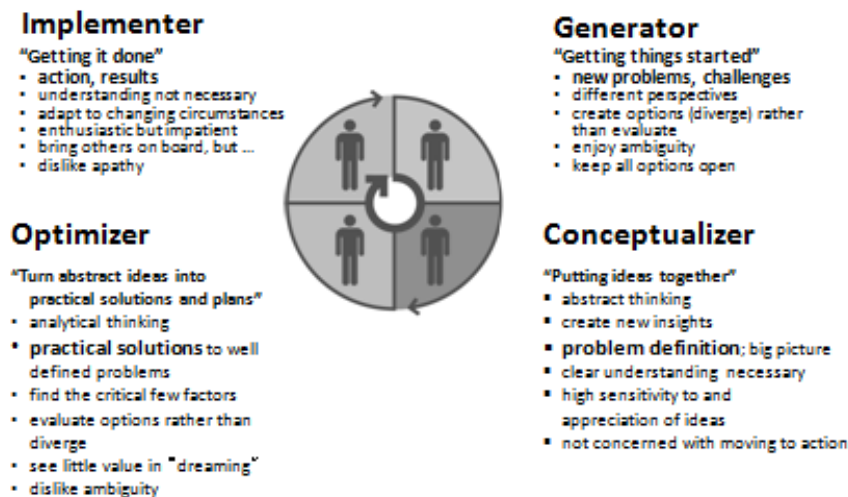 Implementer
"Getting it done"
• action, results
• understanding not necessary
• adapt to changing circumstances
• enthusiastic but impatient
• bring others on board, but ...
• dislike apathy
Generator
"Getting things started"
• new problems, challenges
• different perspectives
• create options (diverge) rather
than evaluate
• enjoy ambiguity
• keep all options open
Optimizer
"Turn abstract ideas into
practical solutions and plans"
• analytical thinking
• practical solutions to well
defined problems
• find the critical few factors
• evaluate options rather than
diverge
• see little value in "dreaming"
• dislike ambiguity
Conceptualizer
"Putting ideas together"
▪ abstract thinking
▪ create new insights
▪ problem definition; big picture
▪ clear understanding necessary
▪ high sensitivity to and
appreciation of ideas
▪ not concerned with moving to action